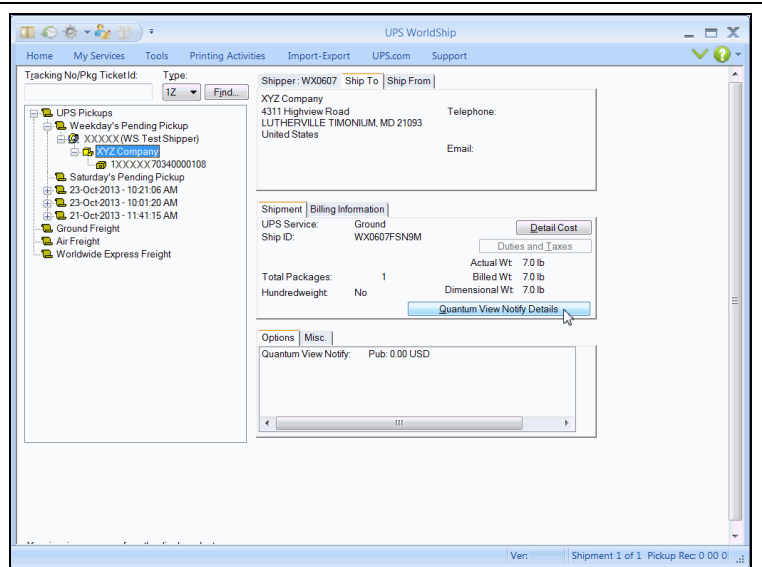 UPS WorldShip
Home My Services Tools Printing Activities Import-Export UPS.com Support
Tracking No/Pkg Ticket Id: Type:
1Z Find...
UPS Pickups
Weekday's Pending Pickup
XXXXX (WS Test Shipper)
XYZ Company
1XXXXX70340000108
Saturday's Pending Pickup
23-Oct-2013 - 10:21:06 AM
23-Oct-2013 - 10:01:20 AM
21-Oct-2013 - 11:41:15 AM
Ground Freight
Air Freight
Worldwide Express Freight
Shipper : WX0607 Ship To Ship From
XYZ Company
4311 Highview Road Telephone:
LUTHERVILLE TIMONIUM, MD 21093
United States
Email:
Shipment Billing Information
UPS Service: Ground Detail Cost
Ship ID: WX0607FSN9M
Duties and Taxes
Actual Wt: 7.0 lb
Total Packages: 1 Billed Wt: 7.0 lb
Hundredweight: No Dimensional Wt: 7.0 lb
Quantum View Notify Details
Options Misc.
Quantum View Notify: Pub: 0.00 USD
Ver: Shipment 1 of 1 Pickup Rec: 0 00 0